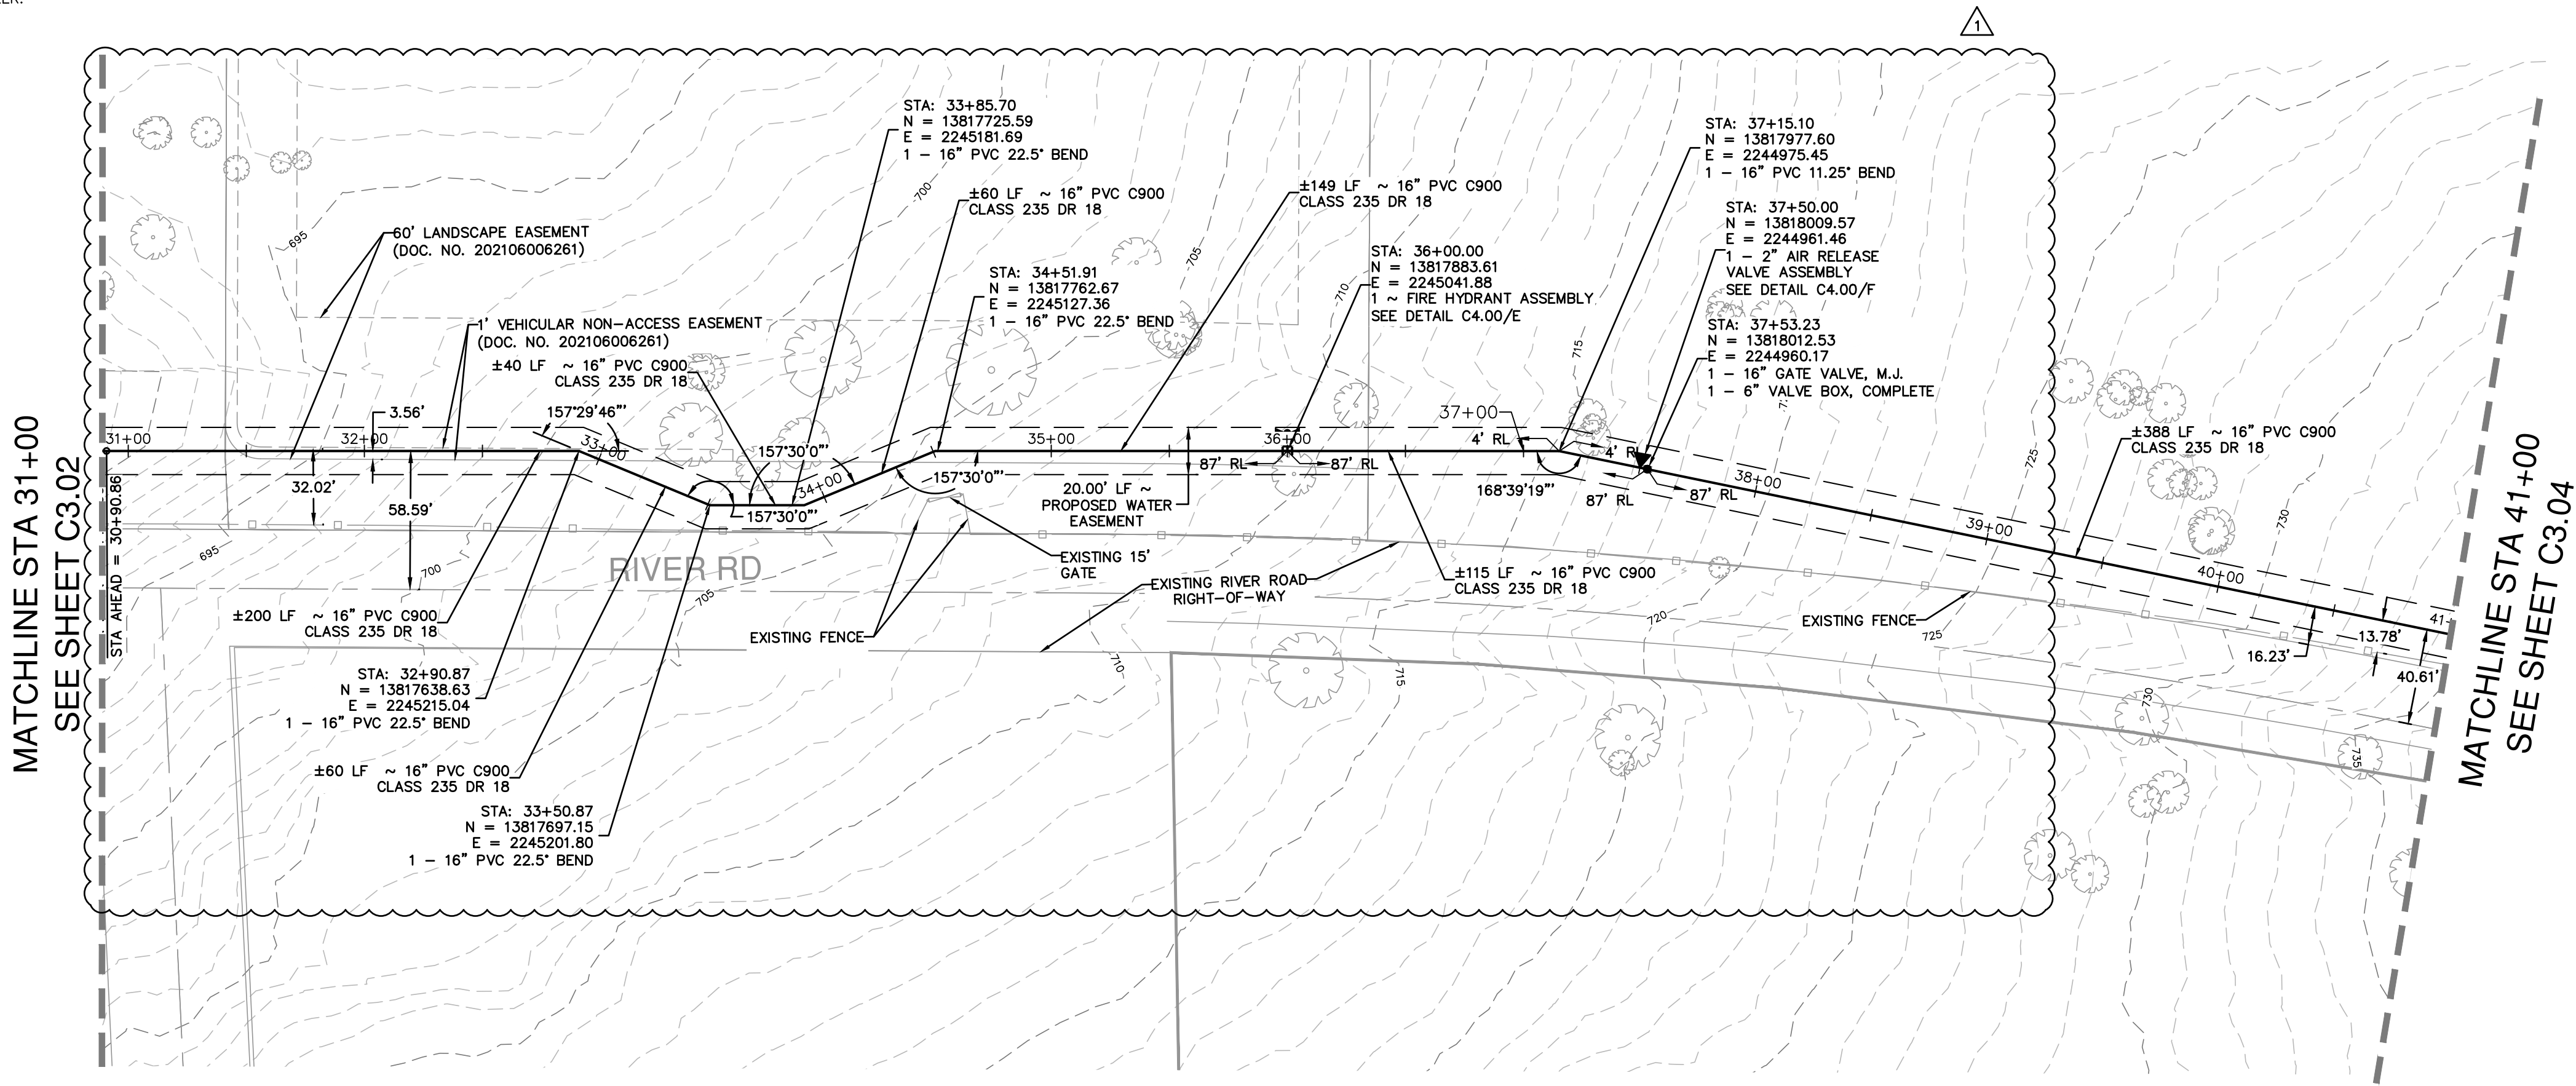 1
STA: 33+85.70
N = 13817725.59
E = 2245181.69
1 – 16" PVC 22.5° BEND
±60 LF ~ 16" PVC C900
CLASS 235 DR 18
±149 LF ~ 16" PVC C900
CLASS 235 DR 18
STA: 37+15.10
N = 13817977.60
E = 2244975.45
1 – 16" PVC 11.25° BEND
STA: 37+50.00
N = 13818009.57
E = 2244961.46
1 – 2" AIR RELEASE
VALVE ASSEMBLY
SEE DETAIL C4.00/F
60' LANDSCAPE EASEMENT
(DOC. NO. 202106006261)
STA: 34+51.91
N = 13817762.67
E = 2245127.36
1 – 16" PVC 22.5° BEND
STA: 36+00.00
N = 13817883.61
E = 2245041.88
1 ~ FIRE HYDRANT ASSEMBLY
SEE DETAIL C4.00/E
STA: 37+53.23
N = 13818012.53
E = 2244960.17
1 – 16" GATE VALVE, M.J.
1 – 6" VALVE BOX, COMPLETE
1' VEHICULAR NON-ACCESS EASEMENT
(DOC. NO. 202106006261)
±40 LF ~ 16" PVC C900
CLASS 235 DR 18
695
700
705
710
715
725
730
±388 LF ~ 16" PVC C900
CLASS 235 DR 18
MATCHLINE STA 31+00
SEE SHEET C3.02
STA AHEAD = 30+90.86
31+00
32+00
33+00
34+00
35+00
36+00
37+00
38+00
39+00
40+00
41-
3.56'
157°29'46"'
157°30'0"'
157°30'0"'
157°30'0"'
168°39'19"'
4' RL
4' R
87' RL
87' RL
87' RL
87' RL
32.02'
58.59'
20.00' LF ~
PROPOSED WATER
EASEMENT
RIVER RD
EXISTING 15'
GATE
EXISTING RIVER ROAD
RIGHT-OF-WAY
±115 LF ~ 16" PVC C900
CLASS 235 DR 18
EXISTING FENCE
EXISTING FENCE
±200 LF ~ 16" PVC C900
CLASS 235 DR 18
STA: 32+90.87
N = 13817638.63
E = 2245215.04
1 – 16" PVC 22.5° BEND
±60 LF ~ 16" PVC C900
CLASS 235 DR 18
STA: 33+50.87
N = 13817697.15
E = 2245201.80
1 – 16" PVC 22.5° BEND
695
700
705
710
715
720
725
730
735
13.78'
16.23'
40.61'
MATCHLINE STA 41+00
SEE SHEET C3.04